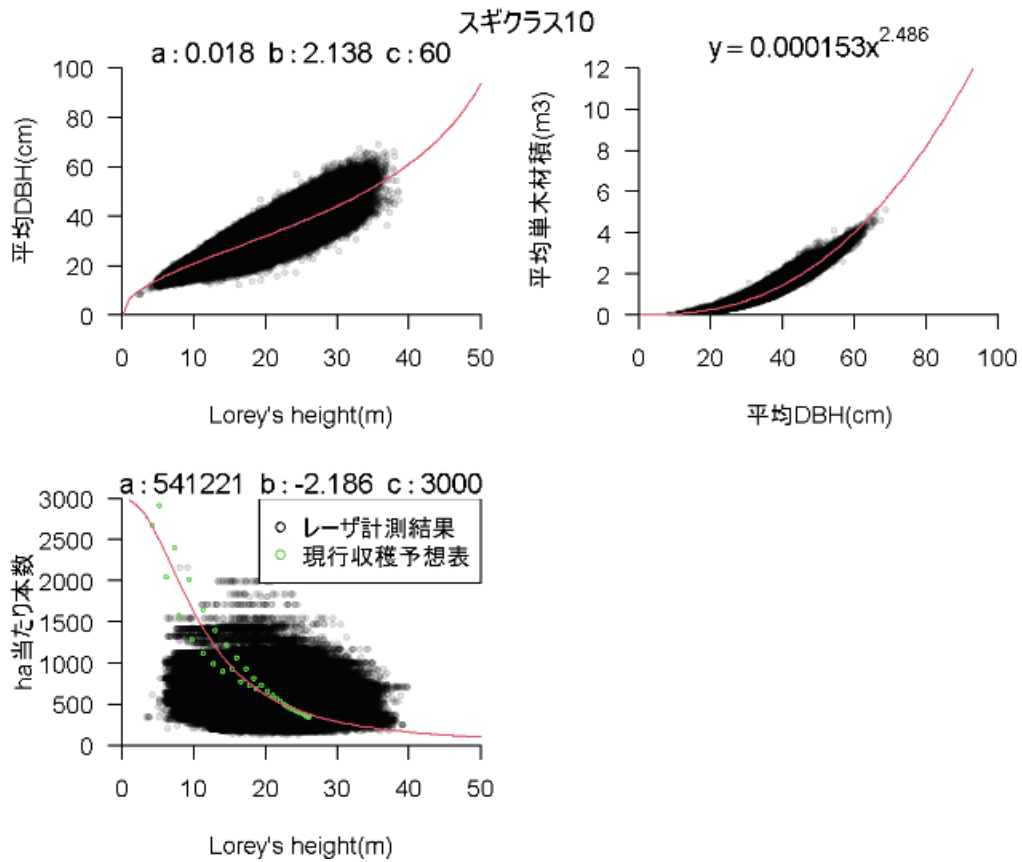 スギクラス10
a : 0.018 b : 2.138 c : 60
平均DBH(cm)
100
80
60
40
20
0
0 10 20 30 40 50
Lorey's height(m)
y = 0.000153x^2.486
平均単木材積(m3)
12
10
8
6
4
2
0
0 20 40 60 80 100
平均DBH(cm)
a : 541221 b : -2.186 c : 3000
ha当たり本数
3000
2500
2000
1500
1000
500
0
レーザ計測結果
現行収穫予想表
0 10 20 30 40 50
Lorey's height(m)